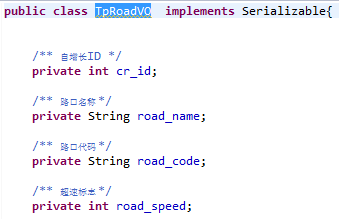 public class TpRoadVO implements Serializable{
/** 自增长ID */
private int cr_id;
/** 路口名称 */
private String road_name;
/** 路口代码 */
private String road_code;
/** 超速标志 */
private int road_speed;